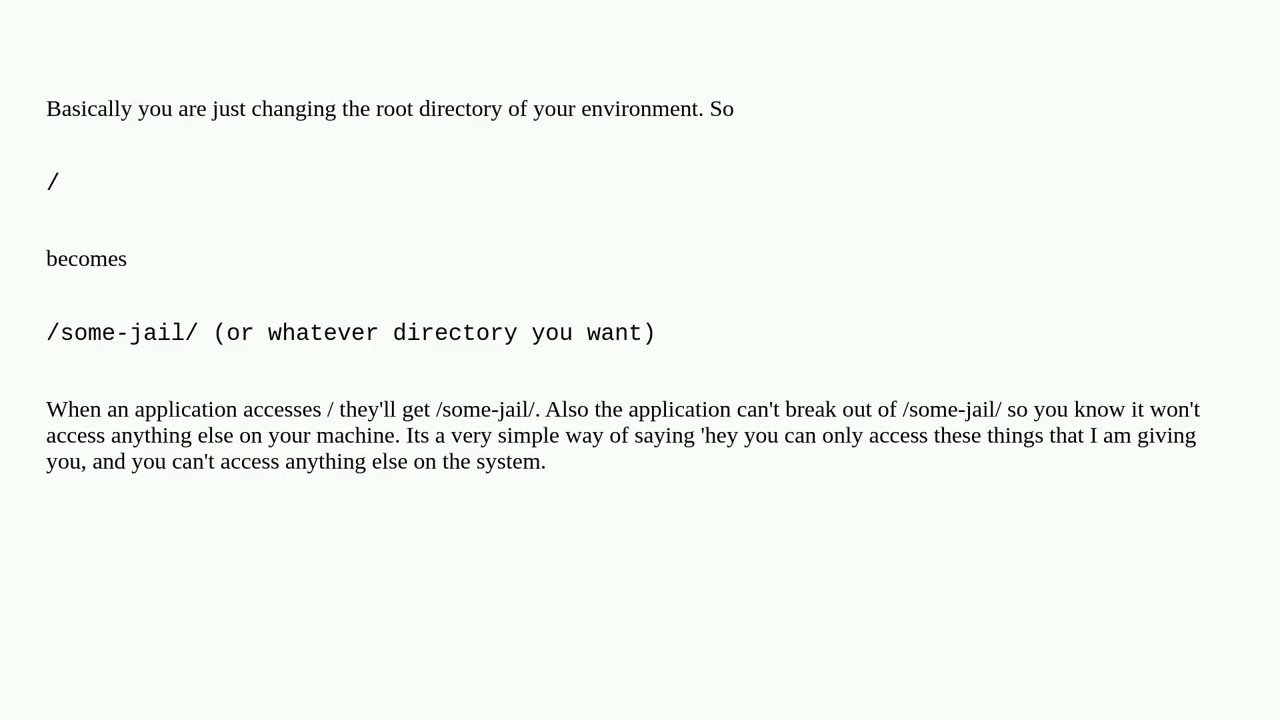 Basically you are just changing the root directory of your environment. So
/
becomes
/some-jail/ (or whatever directory you want)
When an application accesses / they'll get /some-jail/. Also the application can't break out of /some-jail/ so you know it won't
access anything else on your machine. Its a very simple way of saying 'hey you can only access these things that I am giving
you, and you can't access anything else on the system.